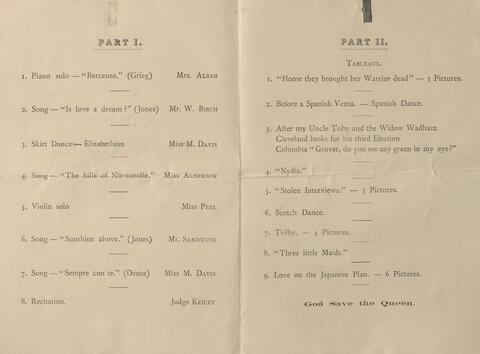 PART I.
1. Piano solo — "Berceuse." (Grieg) Mrs. Alban
2. Song — "Is love a dream?" (Jones) Mr. W. Birch
3. Skirt Dance — Elizabethian Miss M. Davis
4. Song — "The hills of Normandie." Miss Alberson
5. Violin solo Miss Peel
6. Song — "Sunshine above." (Jones) Mr. Sandwith
7. Song — "Sempre con te." (Denza) Miss M. Davis
8. Recitation. Judge Keiley
PART II.
Tableaux.
1. "Home they brought her Warrior dead" — 3 Pictures.
2. Before a Spanish Venta. — Spanish Dance.
3. After my Uncle Toby and the Widow Wadham
Cleveland looks for his third Election
Columbia "Grover, do you see any green in my eye?"
4. "Nydia."
5. "Stolen Interviews." — 3 Pictures.
6. Scotch Dance.
7. Trilby. — 4 Pictures.
8. "Three little Maids."
9. Love on the Japanese Plan. — 6 Pictures.
God Save the Queen.